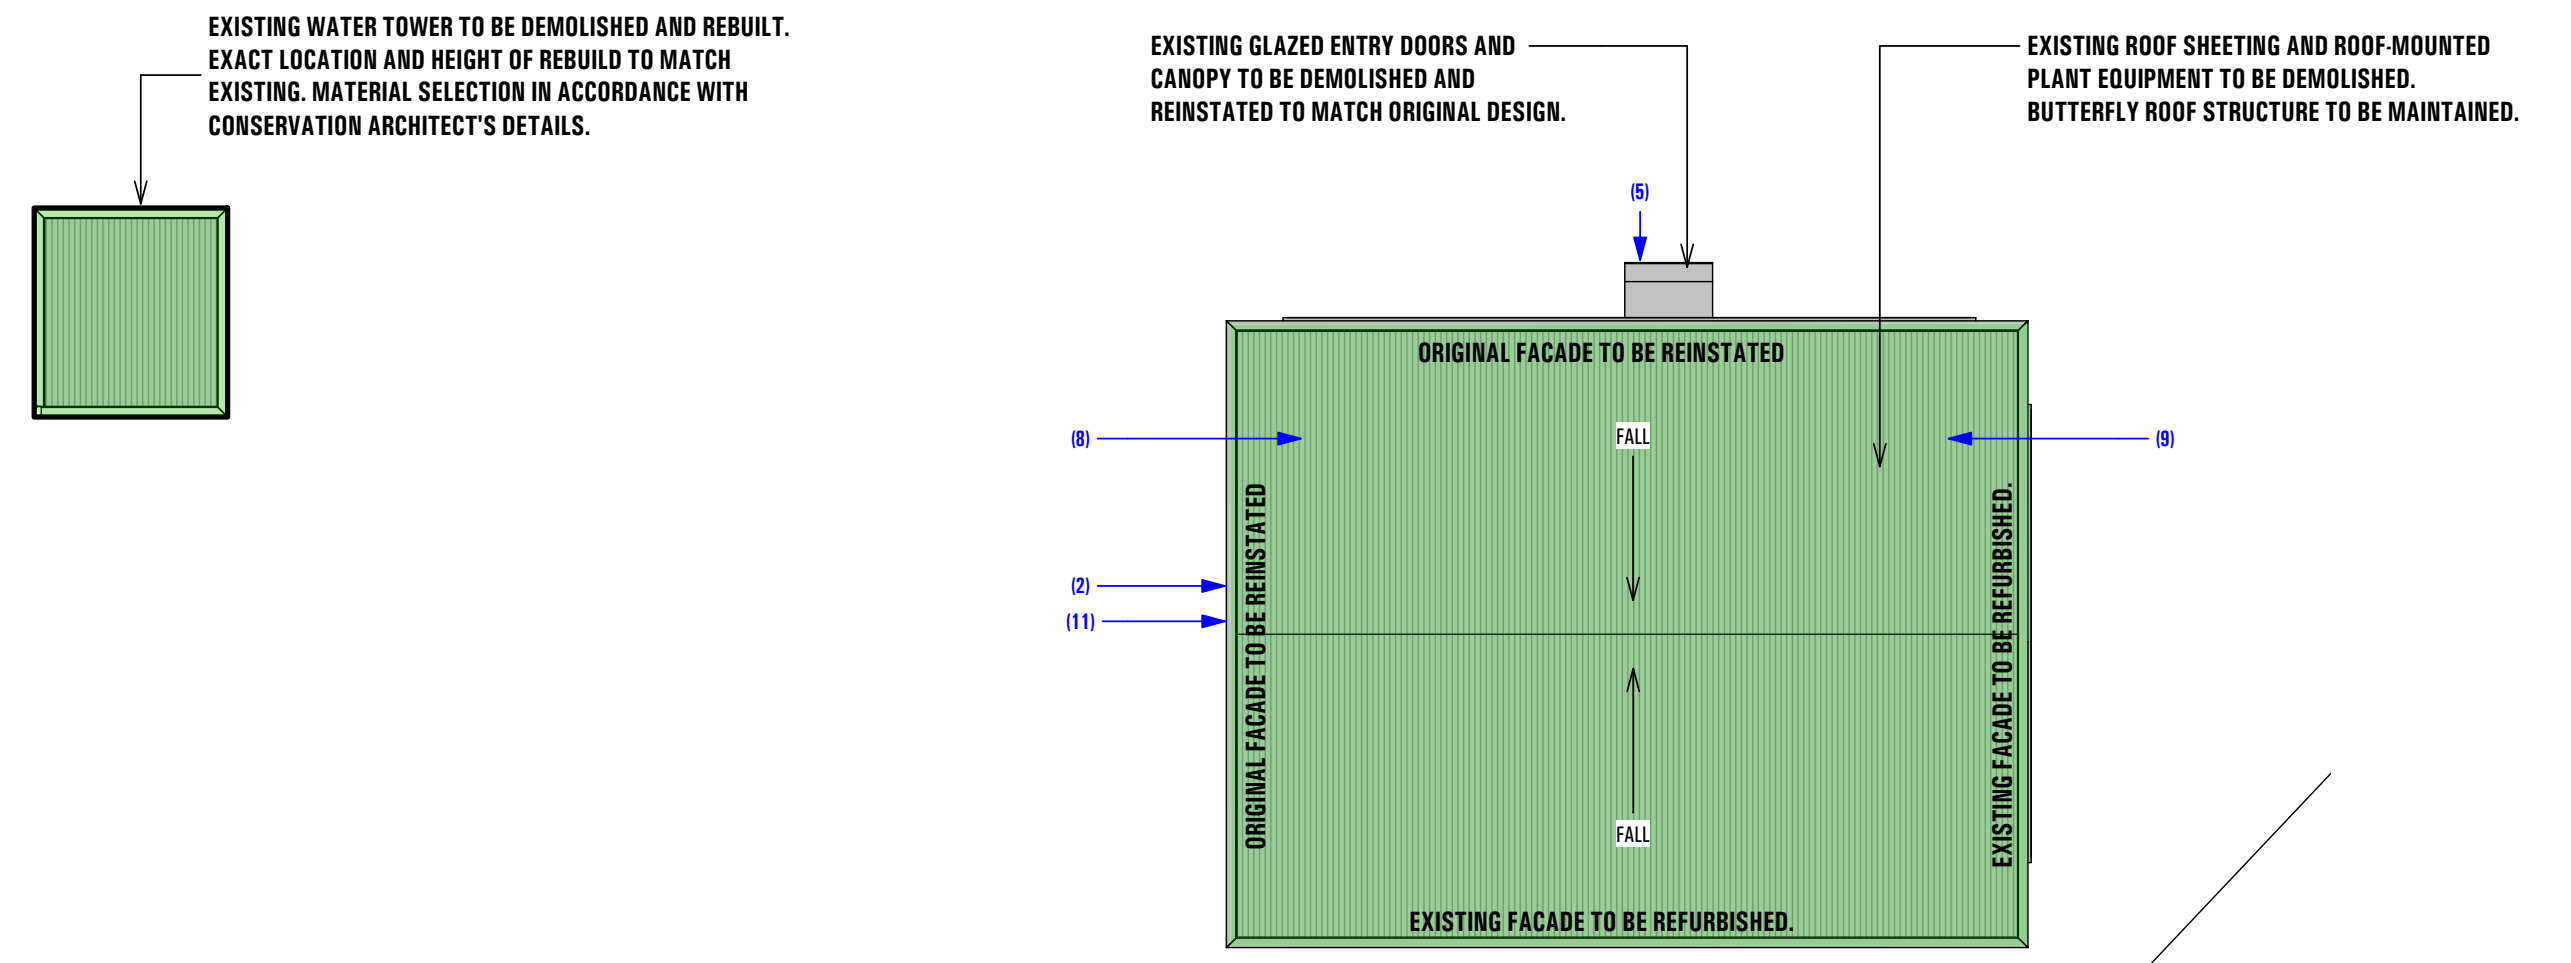 EXISTING WATER TOWER TO BE DEMOLISHED AND REBUILT.
EXACT LOCATION AND HEIGHT OF REBUILD TO MATCH
EXISTING. MATERIAL SELECTION IN ACCORDANCE WITH
CONSERVATION ARCHITECT'S DETAILS.
EXISTING GLAZED ENTRY DOORS AND
CANOPY TO BE DEMOLISHED AND
REINSTATED TO MATCH ORIGINAL DESIGN.
EXISTING ROOF SHEETING AND ROOF-MOUNTED
PLANT EQUIPMENT TO BE DEMOLISHED.
BUTTERFLY ROOF STRUCTURE TO BE MAINTAINED.
(5)
ORIGINAL FACADE TO BE REINSTATED
(8)
FALL
(9)
ORIGINAL FACADE TO BE REINSTATED
EXISTING FACADE TO BE REFURBISHED.
(2)
(11)
FALL
EXISTING FACADE TO BE REFURBISHED.